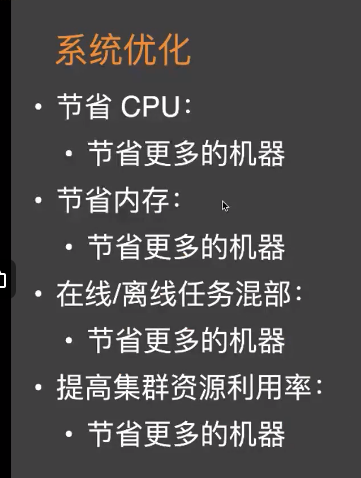 系统优化
• 节省 CPU：
• 节省更多的机器
• 节省内存：
• 节省更多的机器
• 在线/离线任务混部：
• 节省更多的机器
• 提高集群资源利用率：
• 节省更多的机器